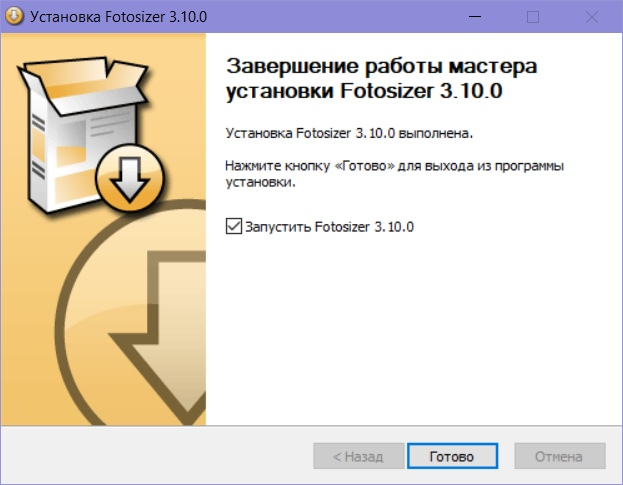 Установка Fotosizer 3.10.0
Завершение работы мастера
установки Fotosizer 3.10.0
Установка Fotosizer 3.10.0 выполнена.
Нажмите кнопку «Готово» для выхода из программы
установки.
Запустить Fotosizer 3.10.0
< Назад
Готово
Отмена